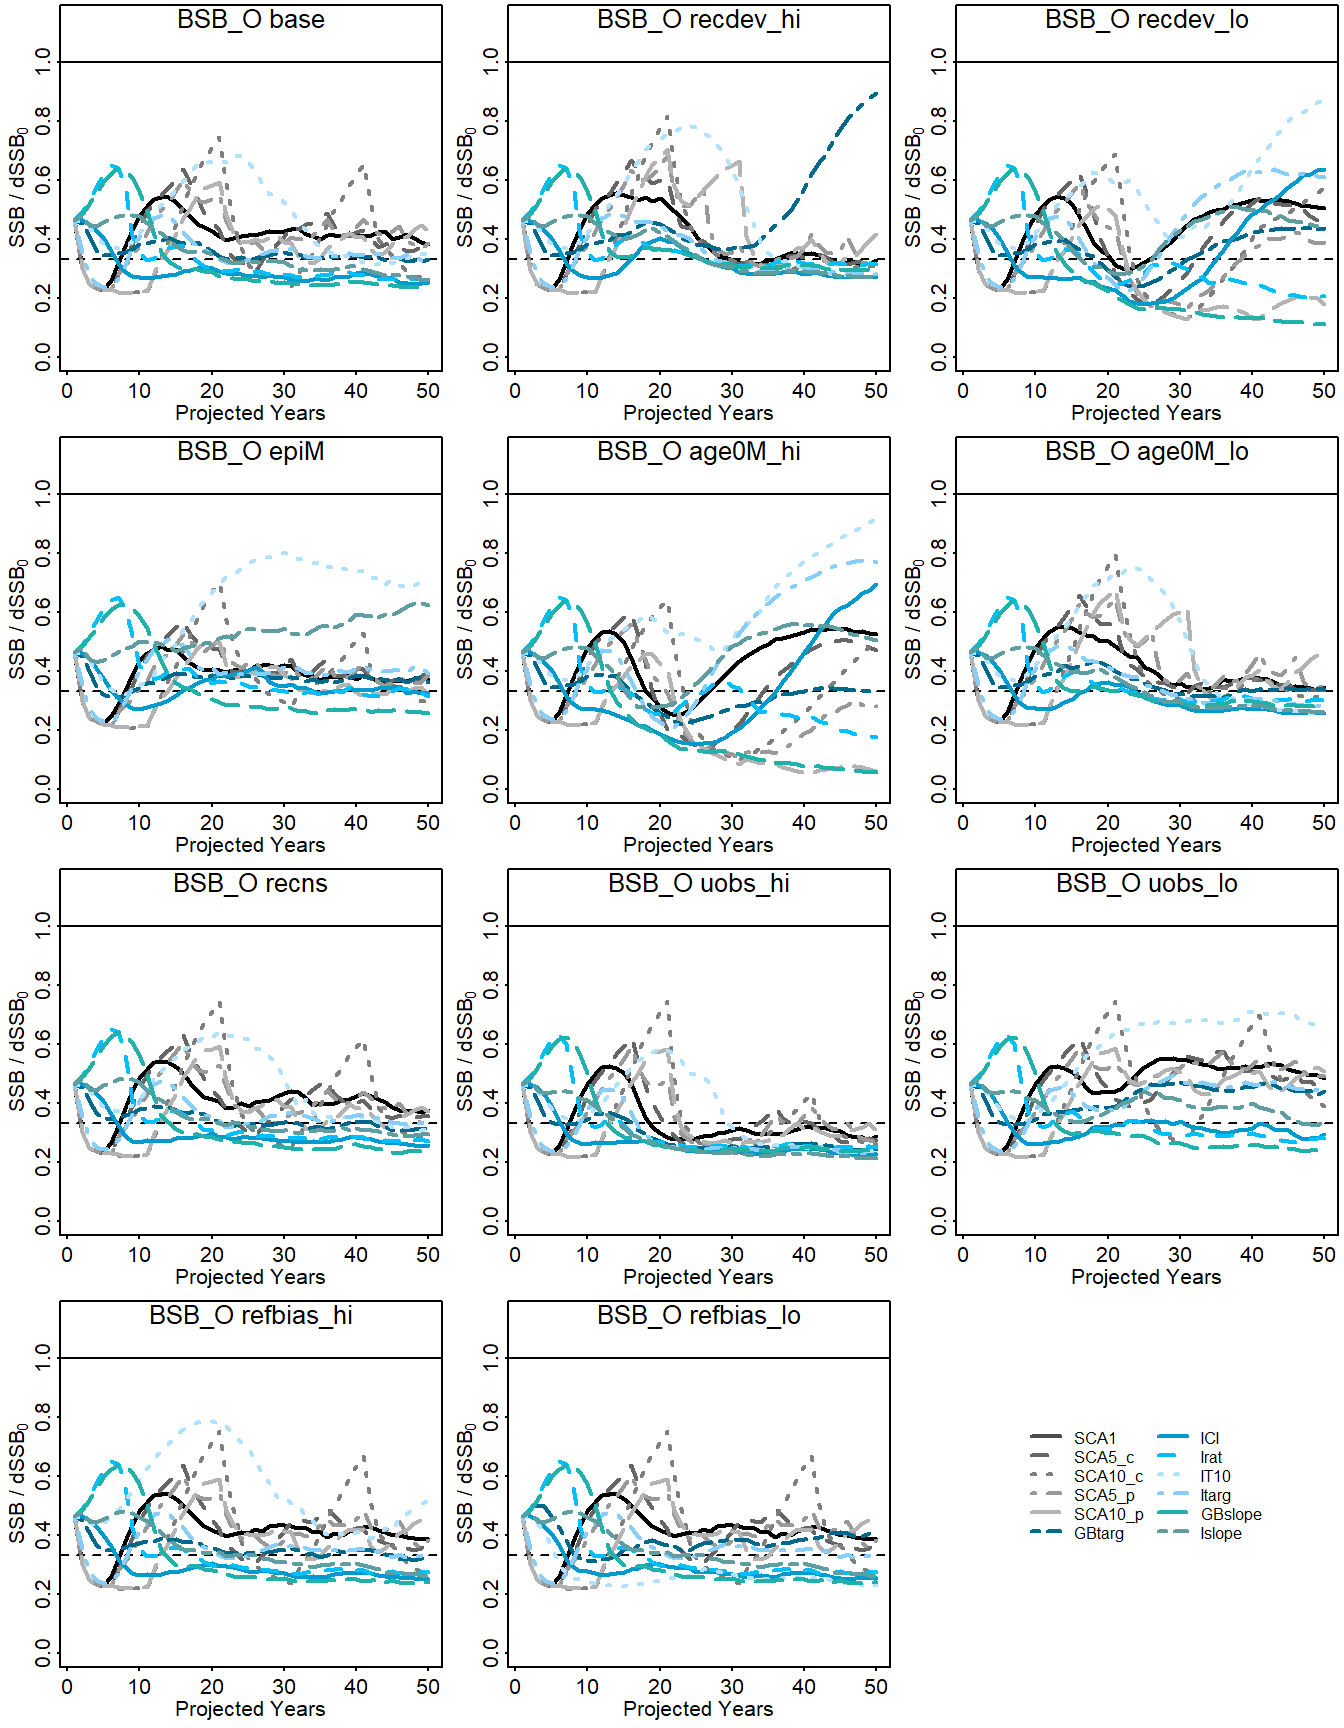 BSB_O base
SSB / dSSB0
0.0 0.2 0.4 0.6 0.8 1.0
0 10 20 30 40 50
Projected Years
BSB_O recdev_hi
SSB / dSSB0
0.0 0.2 0.4 0.6 0.8 1.0
0 10 20 30 40 50
Projected Years
BSB_O recdev_lo
SSB / dSSB0
0.0 0.2 0.4 0.6 0.8 1.0
0 10 20 30 40 50
Projected Years
BSB_O epiM
SSB / dSSB0
0.0 0.2 0.4 0.6 0.8 1.0
0 10 20 30 40 50
Projected Years
BSB_O age0M_hi
SSB / dSSB0
0.0 0.2 0.4 0.6 0.8 1.0
0 10 20 30 40 50
Projected Years
BSB_O age0M_lo
SSB / dSSB0
0.0 0.2 0.4 0.6 0.8 1.0
0 10 20 30 40 50
Projected Years
BSB_O recns
SSB / dSSB0
0.0 0.2 0.4 0.6 0.8 1.0
0 10 20 30 40 50
Projected Years
BSB_O uobs_hi
SSB / dSSB0
0.0 0.2 0.4 0.6 0.8 1.0
0 10 20 30 40 50
Projected Years
BSB_O uobs_lo
SSB / dSSB0
0.0 0.2 0.4 0.6 0.8 1.0
0 10 20 30 40 50
Projected Years
BSB_O refbias_hi
SSB / dSSB0
0.0 0.2 0.4 0.6 0.8 1.0
0 10 20 30 40 50
Projected Years
BSB_O refbias_lo
SSB / dSSB0
0.0 0.2 0.4 0.6 0.8 1.0
0 10 20 30 40 50
Projected Years
SCA1
SCA5_c
SCA10_c
SCA5_p
SCA10_p
GBtarg
ICI
Irat
IT10
Itarg
GBslope
Islope